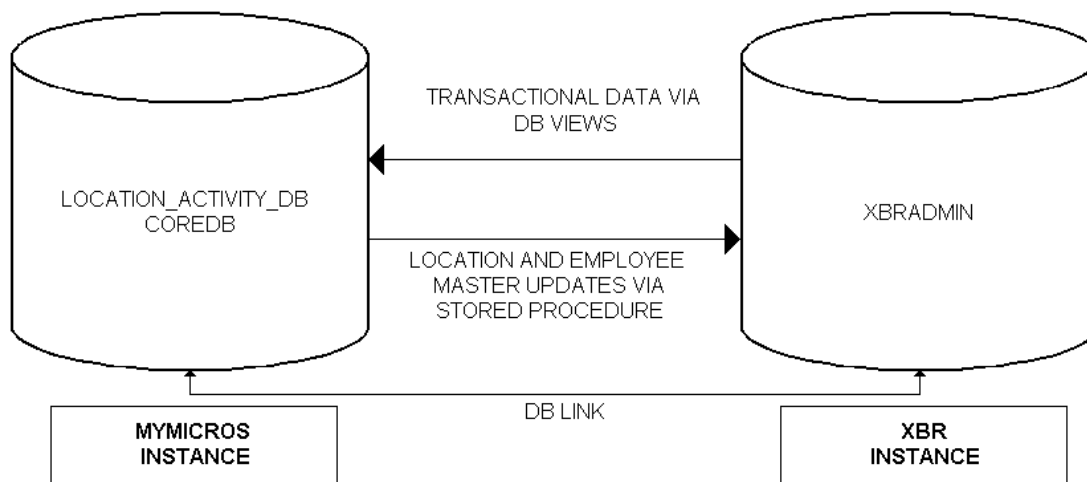 TRANSACTIONAL DATA VIA
DB VIEWS
LOCATION_ACTIVITY_DB
COREDB
XBRADMIN
LOCATION AND EMPLOYEE
MASTER UPDATES VIA
STORED PROCEDURE
DB LINK
MYMICROS
INSTANCE
XBR
INSTANCE